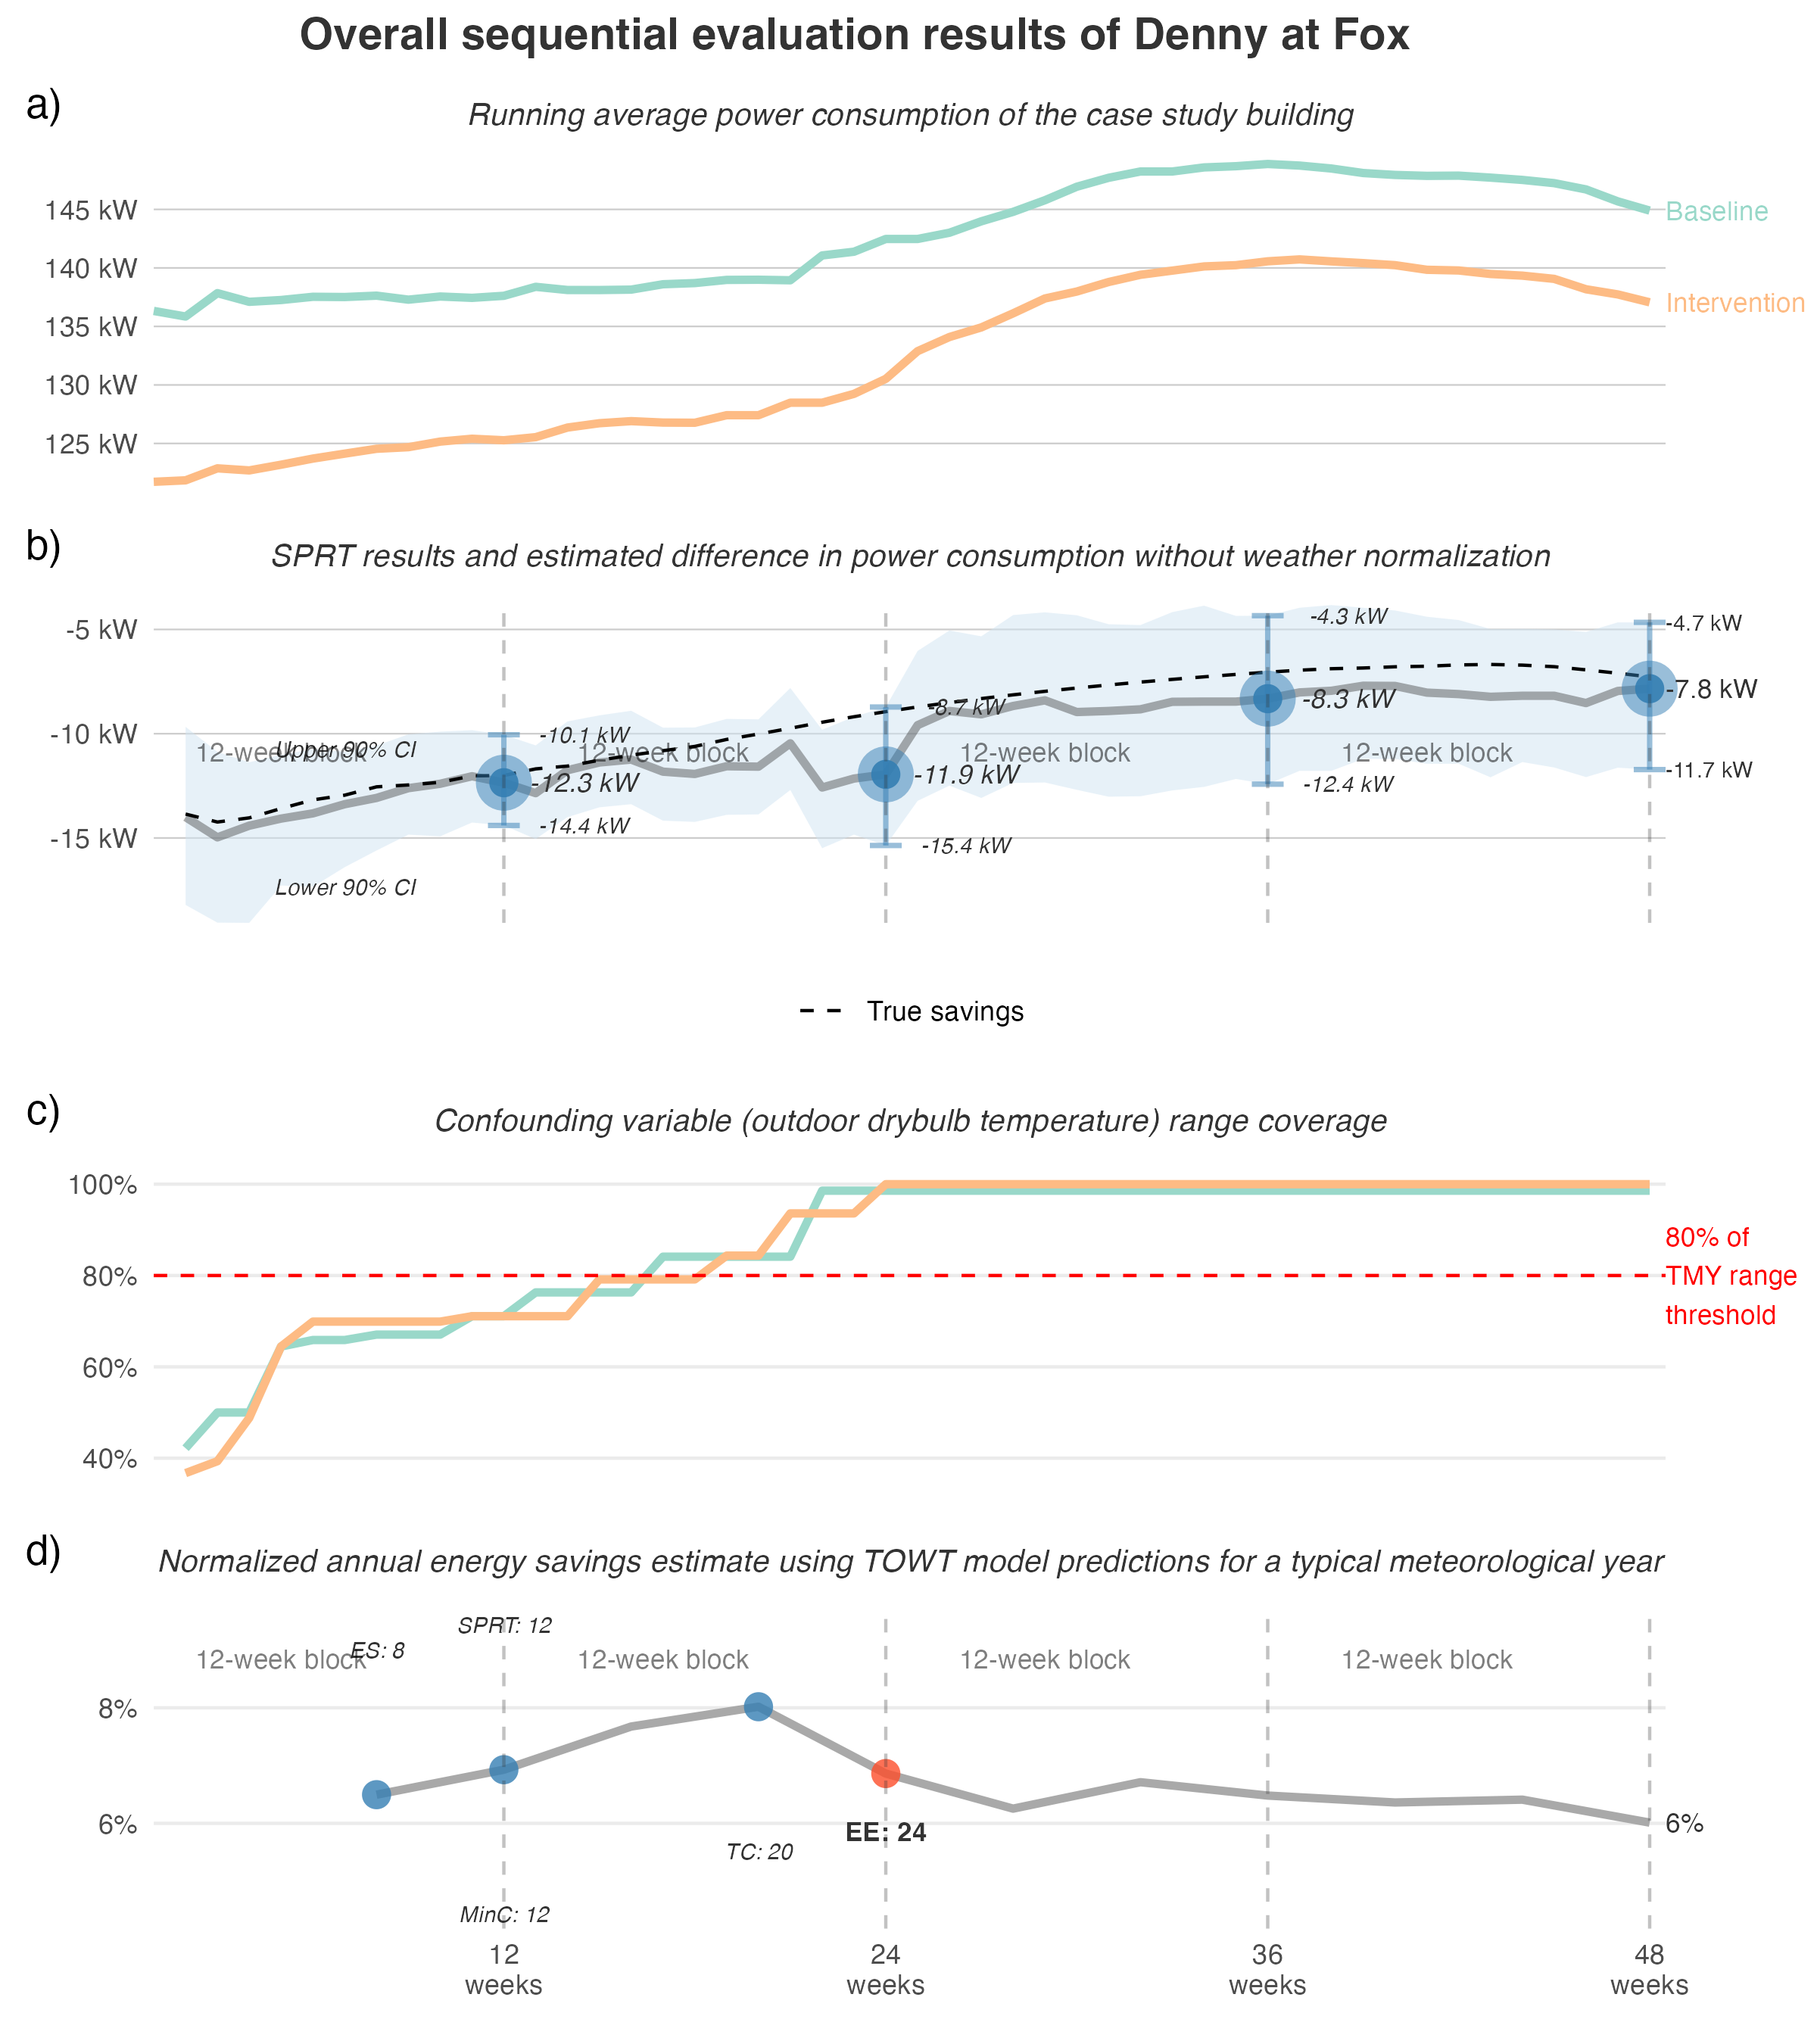 Overall sequential evaluation results of Denny at Fox
a)
Running average power consumption of the case study building
145 kW
140 kW
135 kW
130 kW
125 kW
Baseline
Intervention
b)
SPRT results and estimated difference in power consumption without weather normalization
-5 kW
-10 kW
-15 kW
12-week block
12-week block
12-week block
12-week block
Upper 90% CI
Lower 90% CI
-10.1 kW
-12.3 kW
-14.4 kW
-8.7 kW
-11.9 kW
-15.4 kW
-4.3 kW
-8.3 kW
-12.4 kW
-4.7 kW
-7.8 kW
-11.7 kW
True savings
c)
Confounding variable (outdoor drybulb temperature) range coverage
100%
80%
60%
40%
80% of
TMY range
threshold
d)
Normalized annual energy savings estimate using TOWT model predictions for a typical meteorological year
SPRT: 12
ES: 8
12-week block
12-week block
12-week block
12-week block
8%
6%
6%
EE: 24
TC: 20
MinC: 12
12
weeks
24
weeks
36
weeks
48
weeks